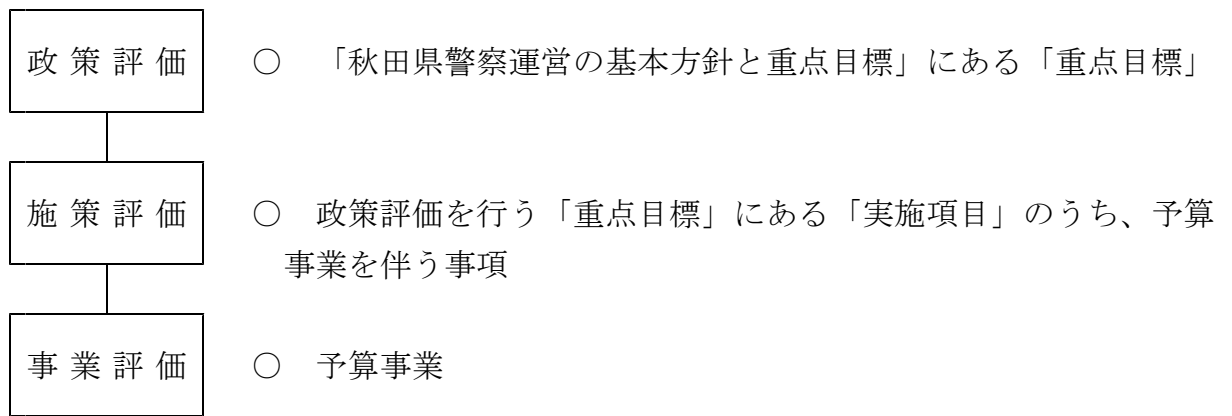 政策評価 ○ 「秋田県警察運営の基本方針と重点目標」にある「重点目標」
施策評価 ○ 政策評価を行う「重点目標」にある「実施項目」のうち、予算
事業を伴う事項
事業評価 ○ 予算事業